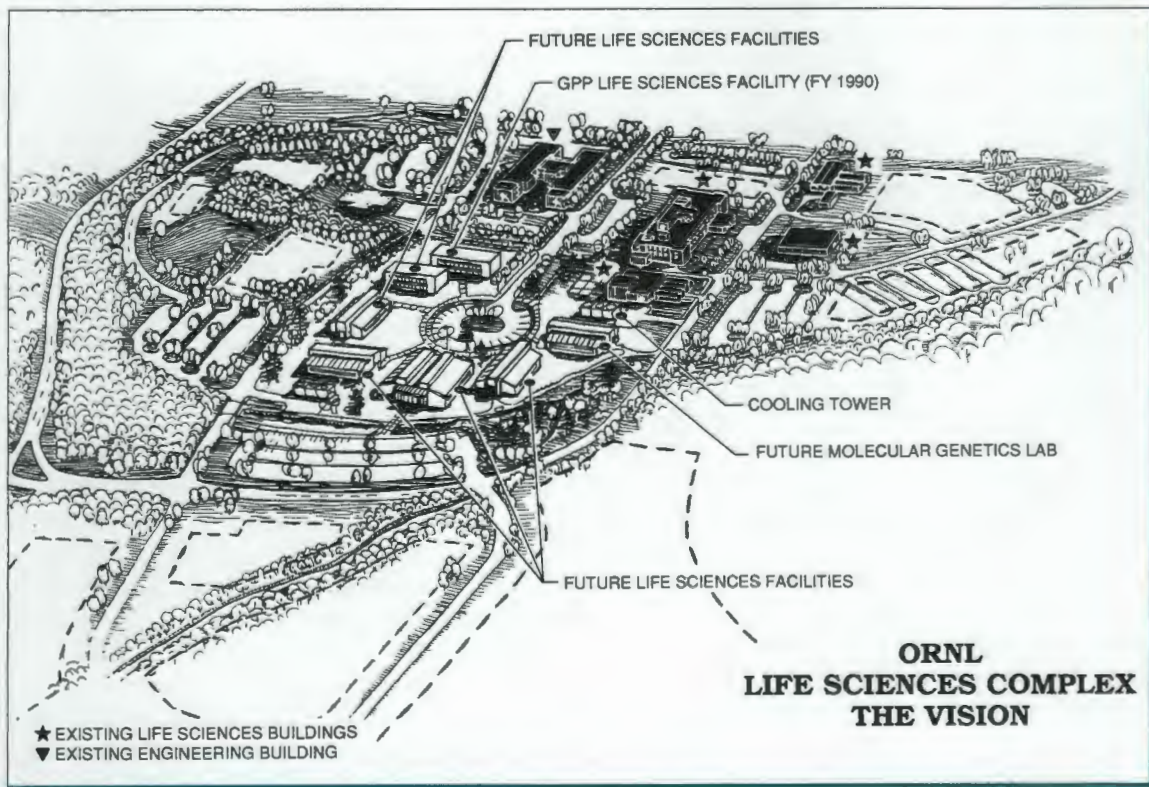 FUTURE LIFE SCIENCES FACILITIES
GPP LIFE SCIENCES FACILITY (FY 1990)
COOLING TOWER
FUTURE MOLECULAR GENETICS LAB
FUTURE LIFE SCIENCES FACILITIES
ORNL
LIFE SCIENCES COMPLEX
THE VISION
★ EXISTING LIFE SCIENCES BUILDINGS
▼ EXISTING ENGINEERING BUILDING